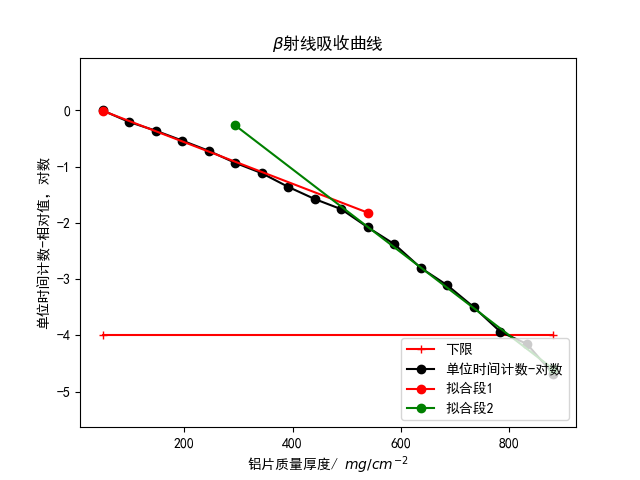 β射线吸收曲线
单位时间计数-相对值, 对数
0
−1
−2
−3
−4
−5
200
400
600
800
铝片质量厚度/ mg/cm⁻²
下限
单位时间计数-对数
拟合段1
拟合段2